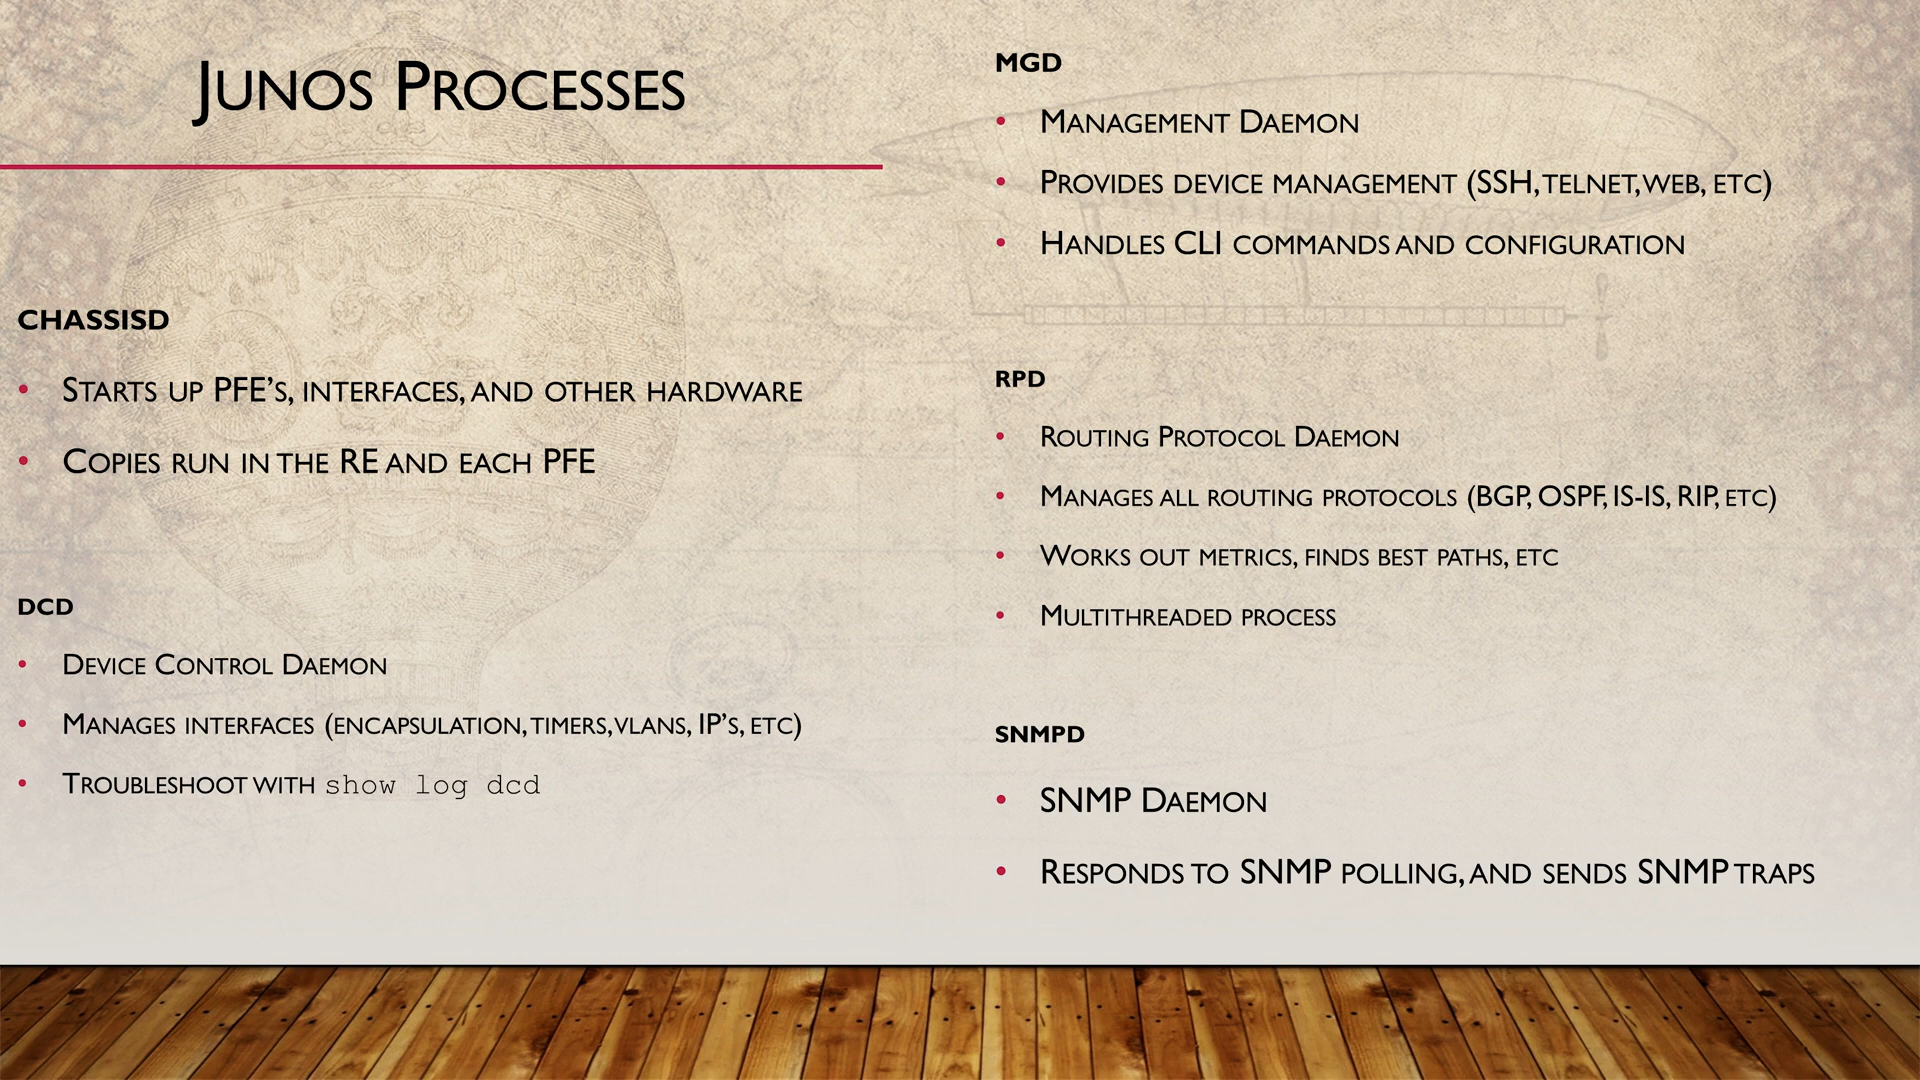 Junos Processes
CHASSISD
Starts up PFE's, interfaces, and other hardware
Copies run in the RE and each PFE
DCD
Device Control Daemon
Manages interfaces (encapsulation, timers, vlans, IP's, etc)
Troubleshoot with show log dcd
MGD
Management Daemon
Provides device management (SSH, telnet, web, etc)
Handles CLI commands and configuration
RPD
Routing Protocol Daemon
Manages all routing protocols (BGP, OSPF, IS-IS, RIP, etc)
Works out metrics, finds best paths, etc
Multithreaded process
SNMPD
SNMP Daemon
Responds to SNMP polling, and sends SNMP traps